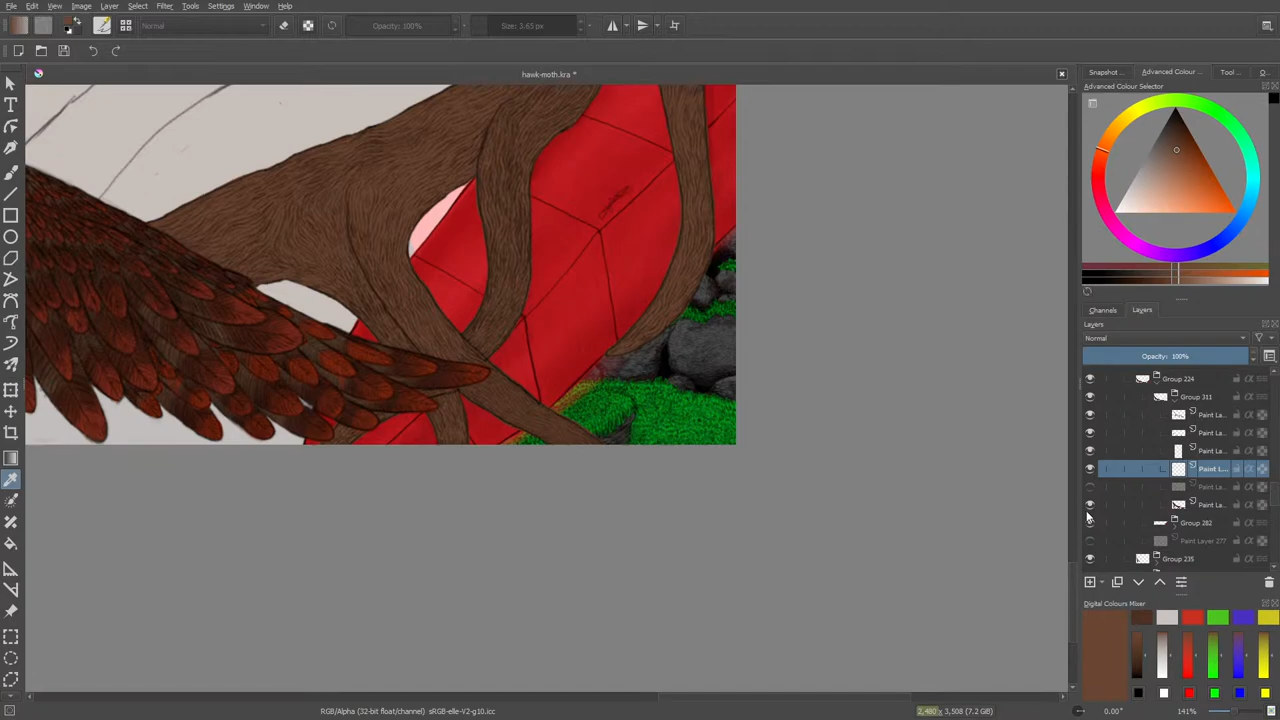 File Edit View Image Layer Select Filter Tools Settings Window Help
Normal Opacity: 100% Size: 3.65 px
hawk-moth.kra *
Snapshot ... Advanced Colour ... Tool ... O...
Advanced Colour Selector
Channels Layers
Layers
Normal
Opacity: 100%
Group 224
Group 311
Paint La...
Paint La...
Paint La...
Paint L...
Paint La...
Paint La...
Group 282
Paint Layer 277
Group 235
Digital Colours Mixer
RGB/Alpha (32-bit float/channel) sRGB-elle-V2-g10.icc
2,480 x 3,508 (7.2 GB)
0.00°
141%